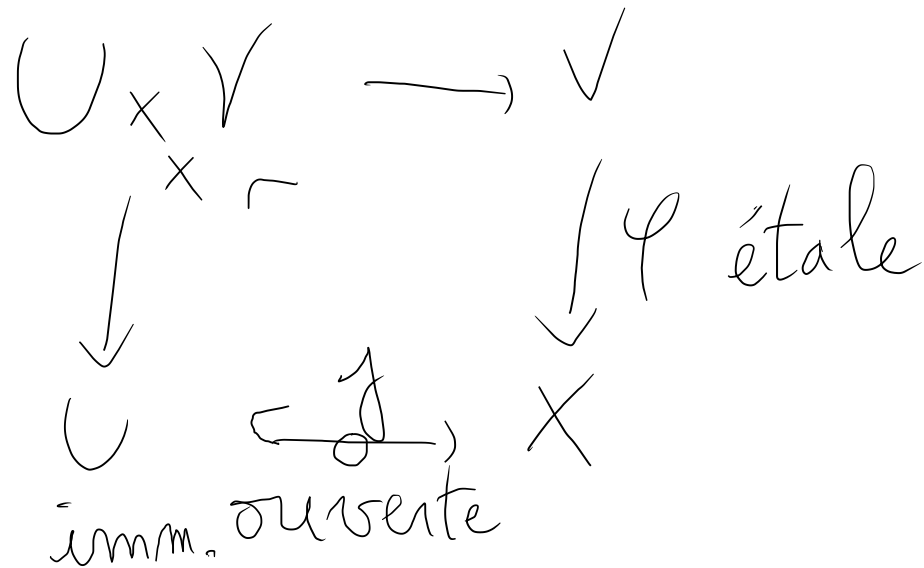 U ×_X V → V
↓ ↓ φ étale
U ↪ j X
imm. ouverte